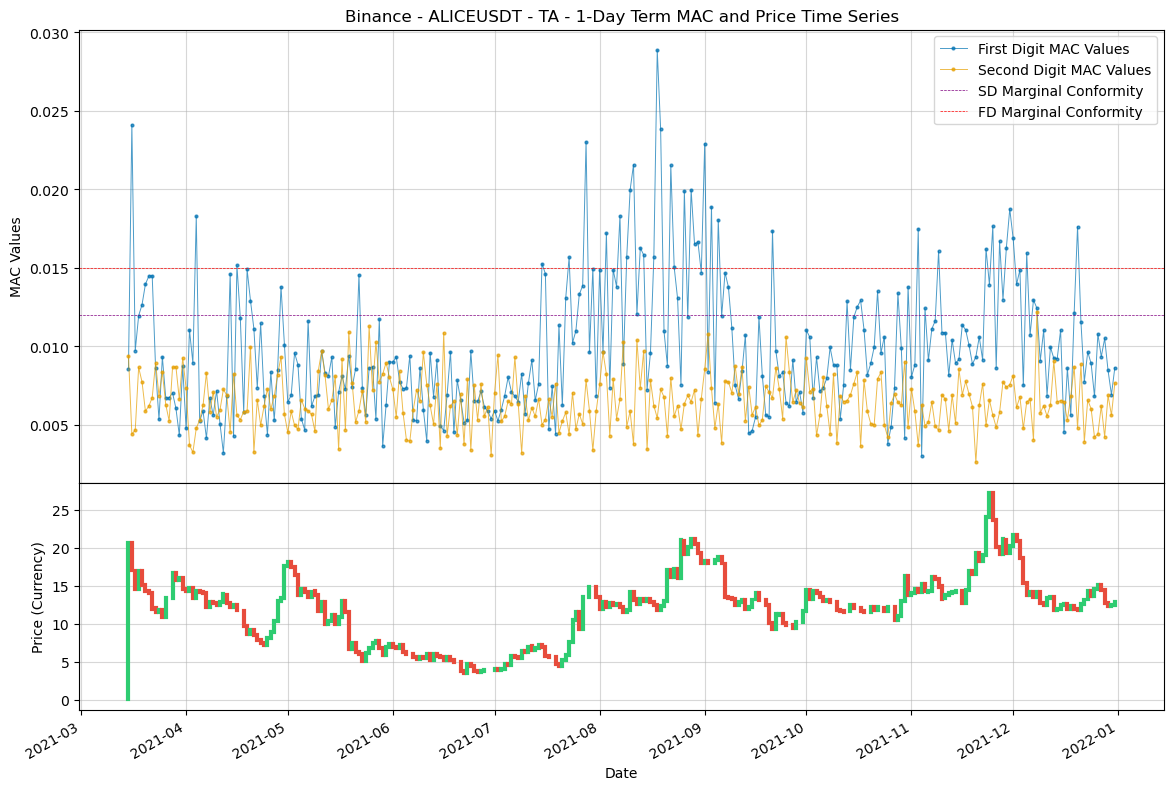 Binance - ALICEUSDT - TA - 1-Day Term MAC and Price Time Series
First Digit MAC Values
Second Digit MAC Values
SD Marginal Conformity
FD Marginal Conformity
MAC Values
0.030
0.025
0.020
0.015
0.010
0.005
Price (Currency)
25
20
15
10
5
0
2021-03
2021-04
2021-05
2021-06
2021-07
2021-08
2021-09
2021-10
2021-11
2021-12
2022-01
Date